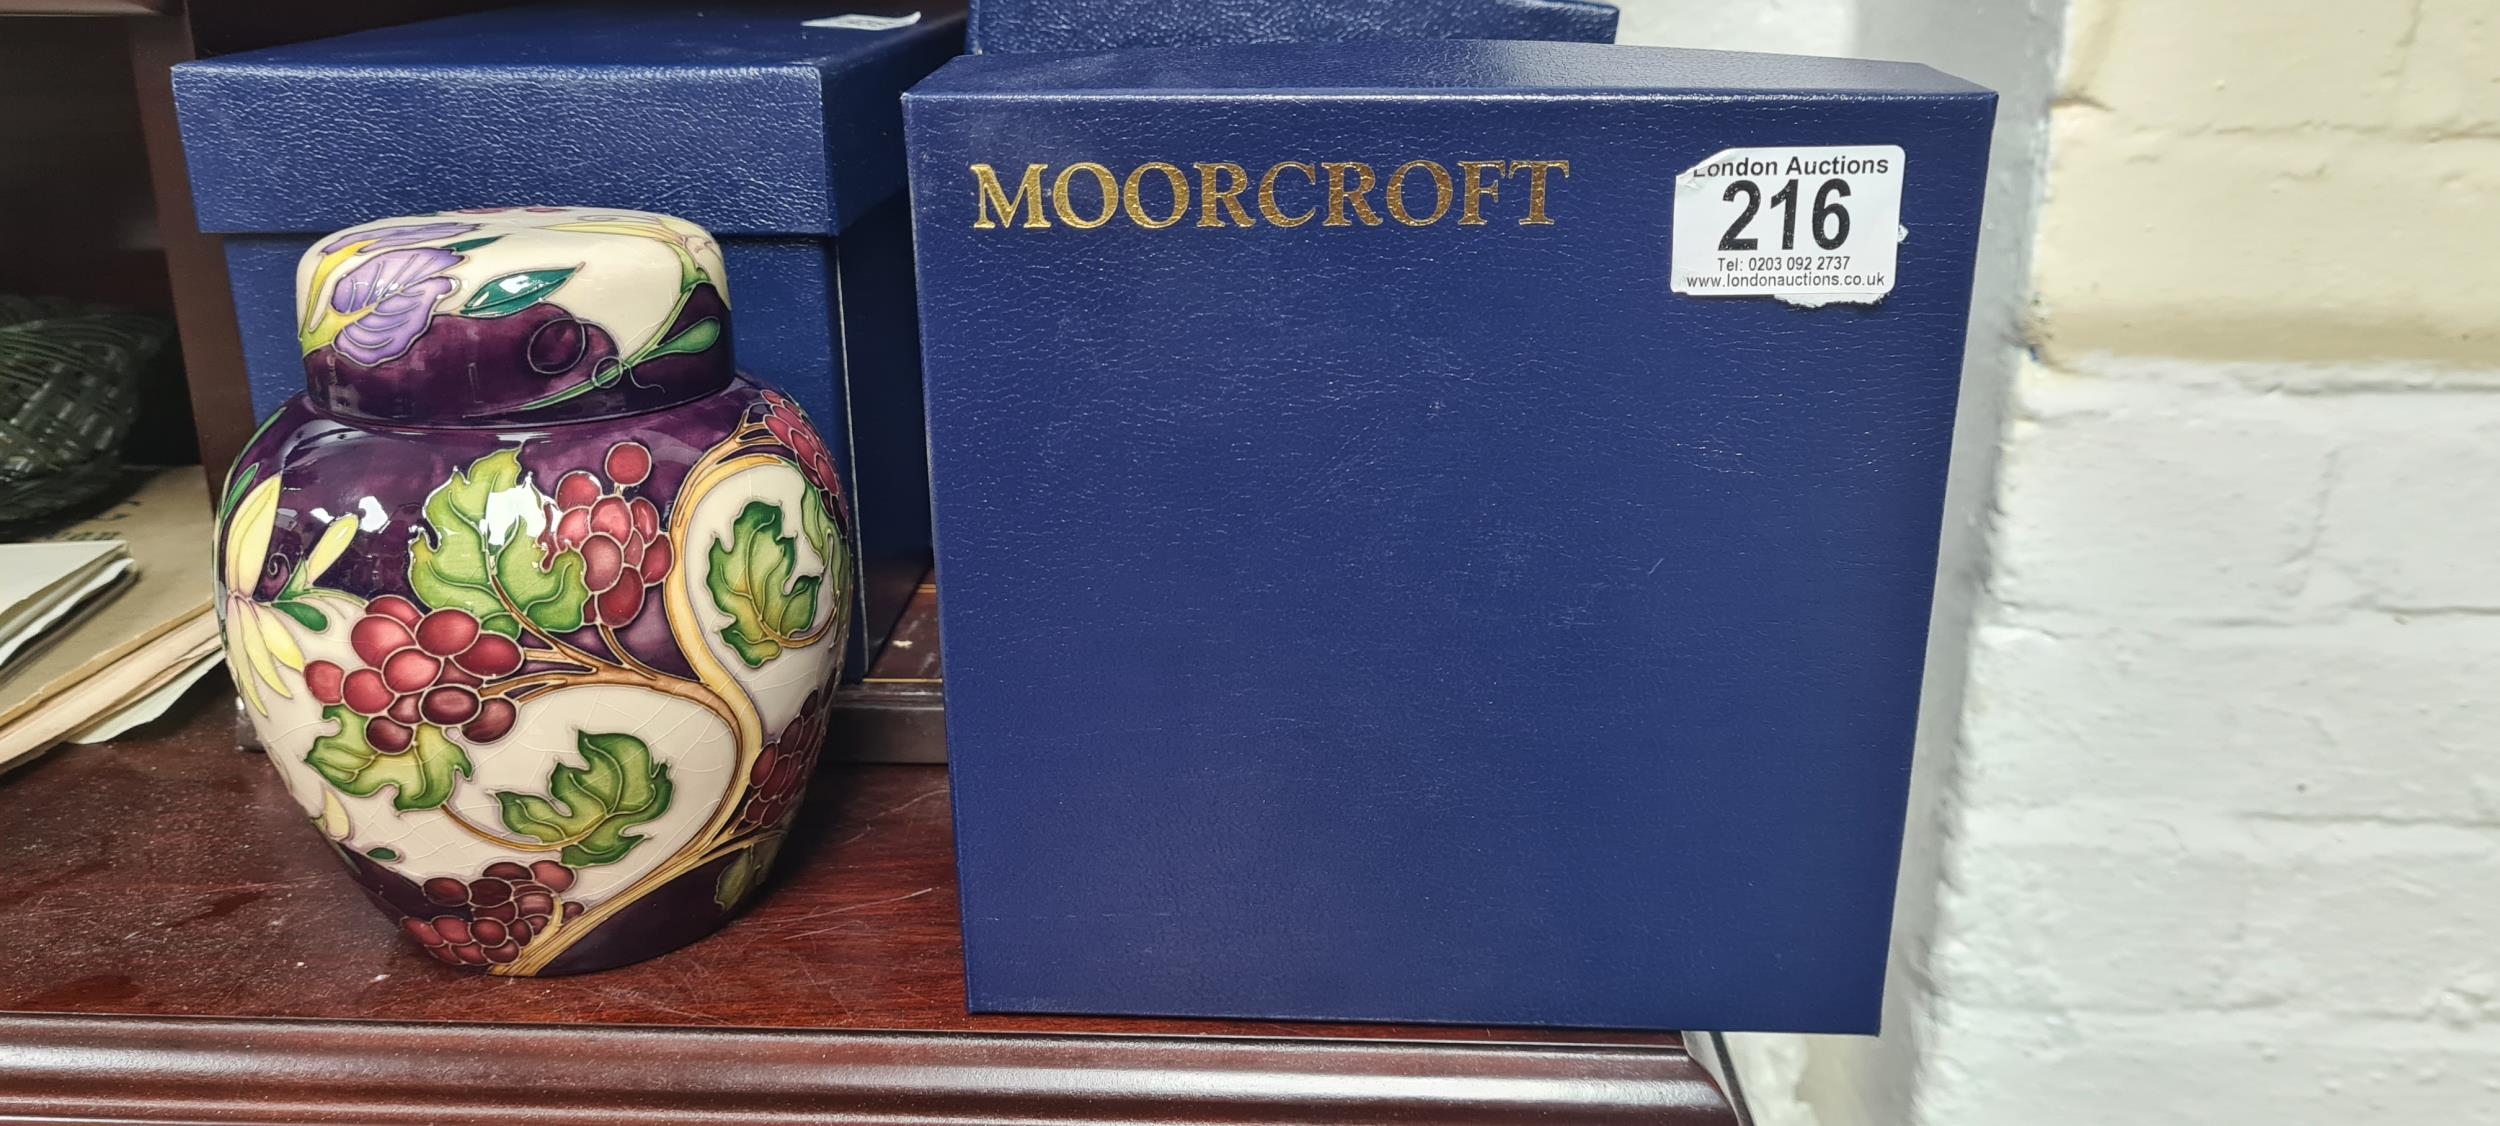 MOORCROFT
London Auctions
216
Tel: 0203 092 2737
www.londonauctions.co.uk